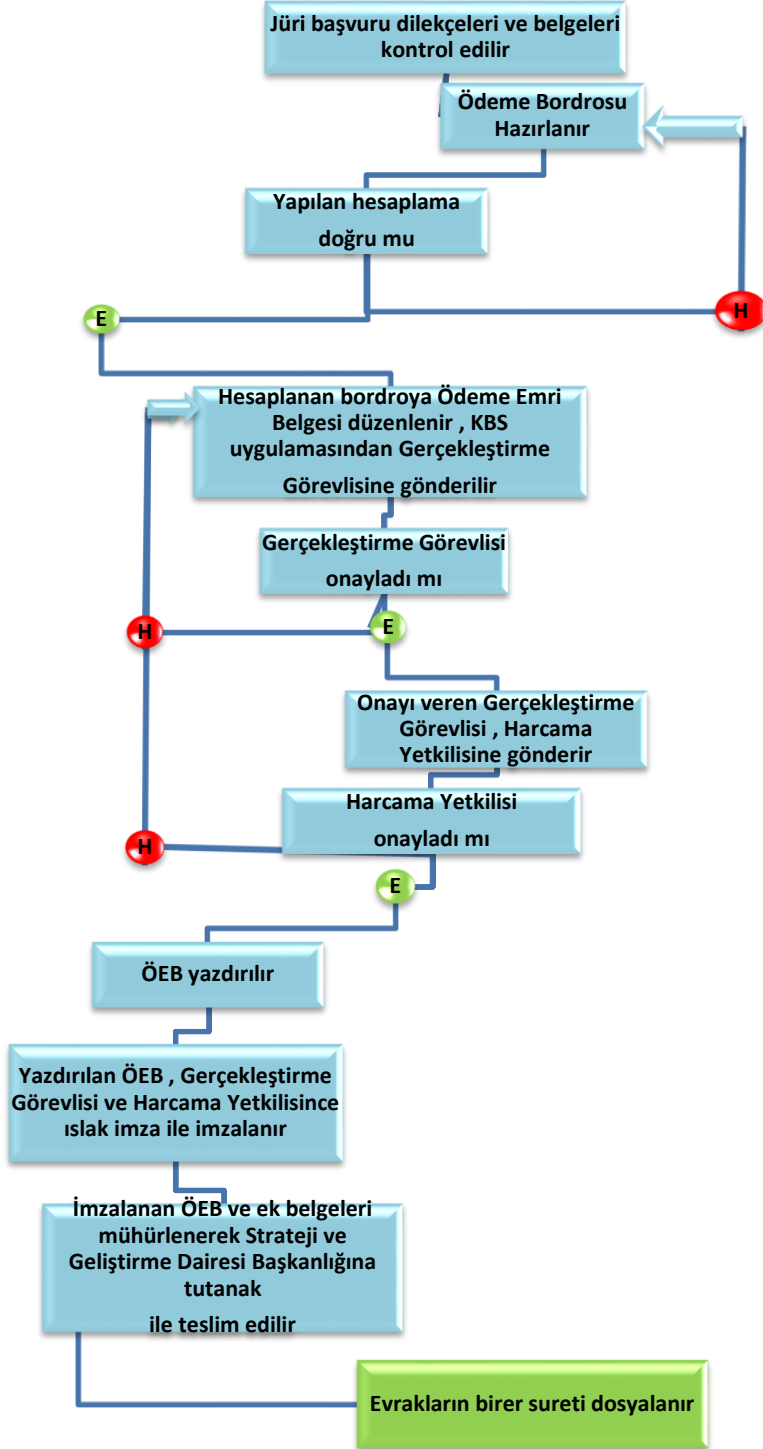 Jüri başvuru dilekçeleri ve belgeleri
kontrol edilir
Ödeme Bordrosu
Hazırlanır
Yapılan hesaplama
doğru mu
H
E
Hesaplanan bordroya Ödeme Emri
Belgesi düzenlenir , KBS
uygulamasından Gerçekleştirme
Görevlisine gönderilir
Gerçekleştirme Görevlisi
onayladı mı
H
E
Onayı veren Gerçekleştirme
Görevlisi , Harcama
Yetkilisine gönderir
Harcama Yetkilisi
onayladı mı
H
E
ÖEB yazdırılır
Yazdırılan ÖEB , Gerçekleştirme
Görevlisi ve Harcama Yetkilisince
ıslak imza ile imzalanır
İmzalanan ÖEB ve ek belgeleri
mühürlenerek Strateji ve
Geliştirme Dairesi Başkanlığına
tutanak
ile teslim edilir
Evrakların birer sureti dosyalanır